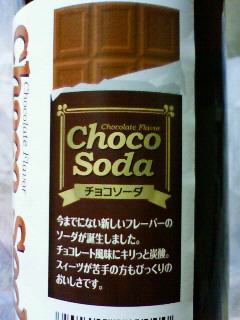 Chocolate Flavor
Choco
Soda
チョコソーダ
今までにない新しいフレーバーの
ソーダが誕生しました。
チョコレート風味にキリっと炭酸。
スィーツが苦手の方もびっくりの
おいしさです。
Chocolate Flavor